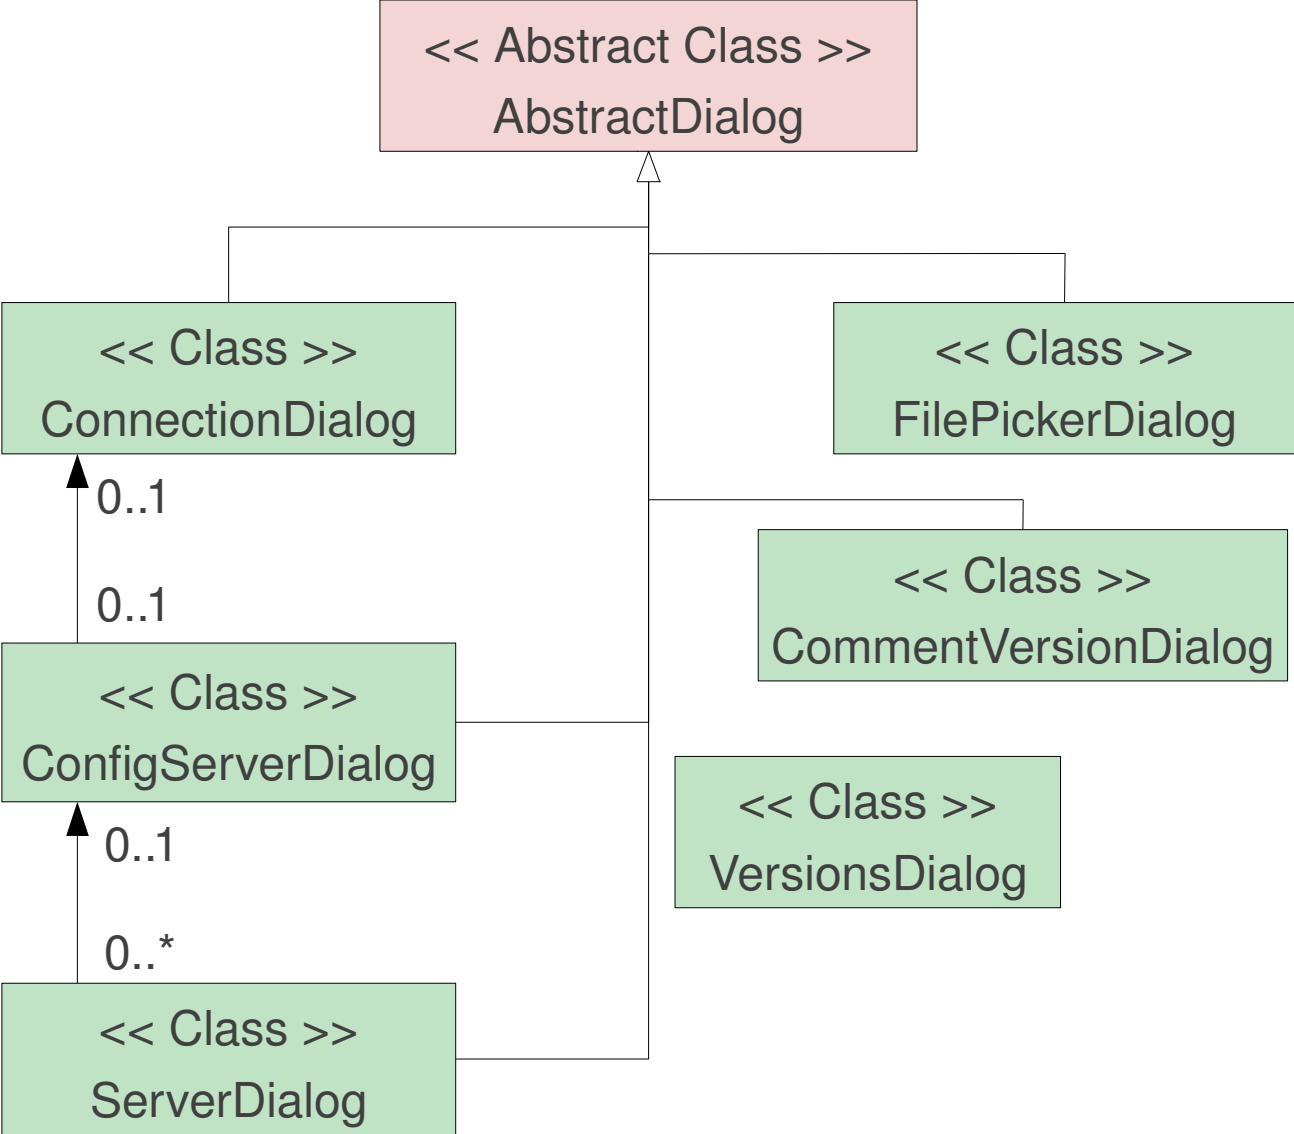 << Abstract Class >>
AbstractDialog
<< Class >>
ConnectionDialog
<< Class >>
FilePickerDialog
0..1
0..1
<< Class >>
CommentVersionDialog
<< Class >>
ConfigServerDialog
<< Class >>
VersionsDialog
0..1
0..*
<< Class >>
ServerDialog